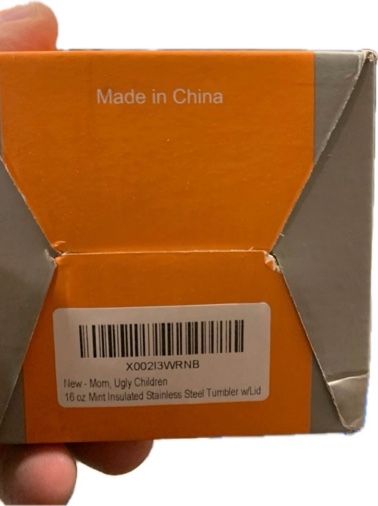 Made in China
X002I3WRNB
New - Mom, Ugly Children
16 oz Mint Insulated Stainless Steel Tumbler w/Lid